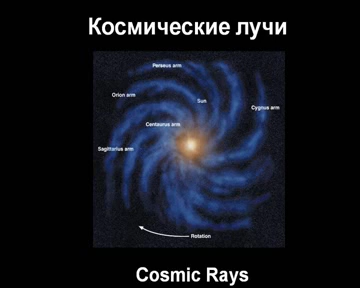 Космические лучи
Perseus arm
Orion arm
Sun
Cygnus arm
Centaurus arm
Sagittarius arm
Rotation
Cosmic Rays